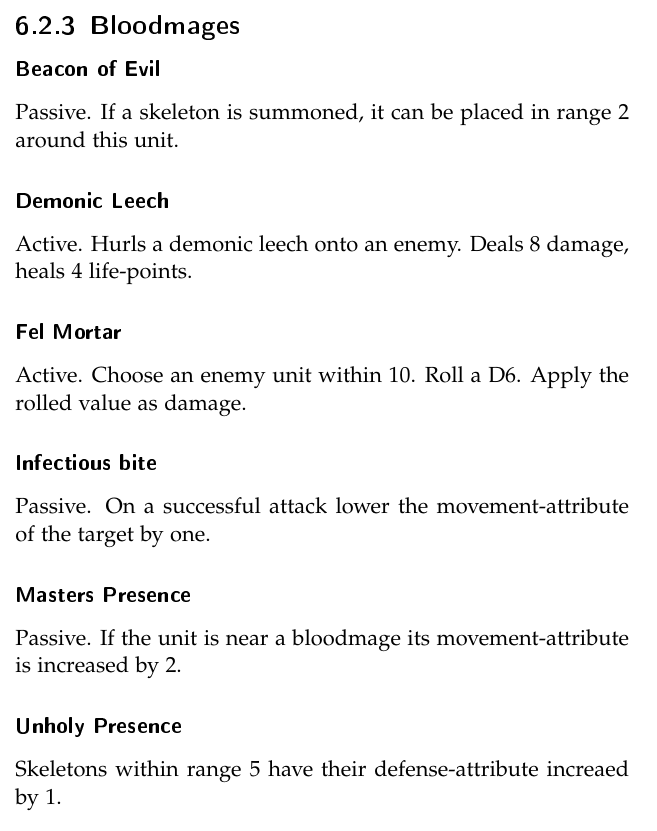 6.2.3 Bloodmages
Beacon of Evil
Passive. If a skeleton is summoned, it can be placed in range 2
around this unit.
Demonic Leech
Active. Hurls a demonic leech onto an enemy. Deals 8 damage,
heals 4 life-points.
Fel Mortar
Active. Choose an enemy unit within 10. Roll a D6. Apply the
rolled value as damage.
Infectious bite
Passive. On a successful attack lower the movement-attribute
of the target by one.
Masters Presence
Passive. If the unit is near a bloodmage its movement-attribute
is increased by 2.
Unholy Presence
Skeletons within range 5 have their defense-attribute increaed
by 1.